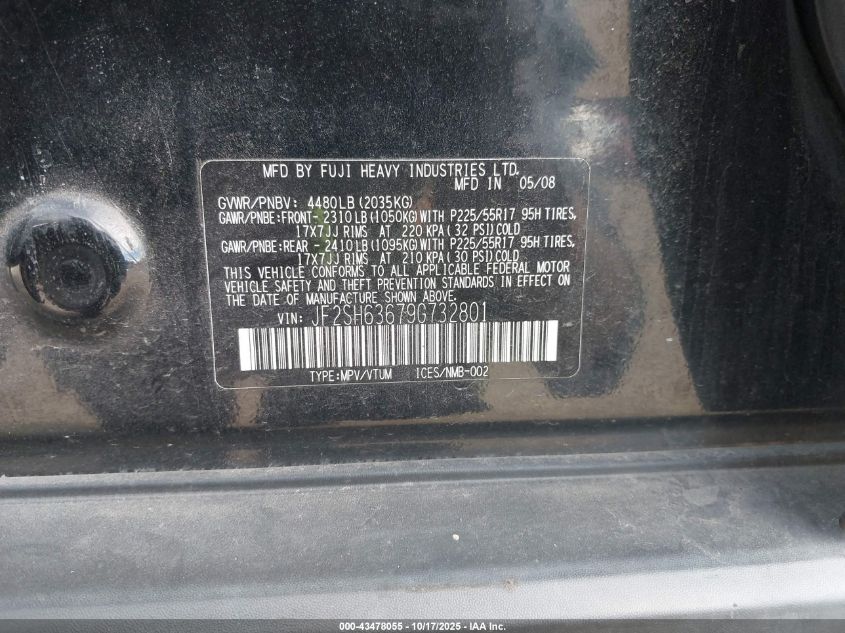 MFD BY FUJI HEAVY INDUSTRIES LTD.
MFD IN 05/08
GVWR/PNBV: 4480LB(2035KG)
GAWR/PNBE:FRONT- 2310LB(1050KG)WITH P225/55R17 95H TIRES,
17X7JJ RIMS AT 220 KPA(32 PSI)COLD
GAWR/PNBE:REAR - 2410LB(1095KG)WITH P225/55R17 95H TIRES,
17X7JJ RIMS AT 210 KPA(30 PSI)COLD
THIS VEHICLE CONFORMS TO ALL APPLICABLE FEDERAL MOTOR
VEHICLE SAFETY AND THEFT PREVENTION STANDARDS IN EFFECT ON
THE DATE OF MANUFACTURE SHOWN ABOVE.
VIN: JF2SH63679G732801
TYPE:MPV/VTUM ICES/NMB-002
000-43478055 - 10/17/2025 - IAA Inc.